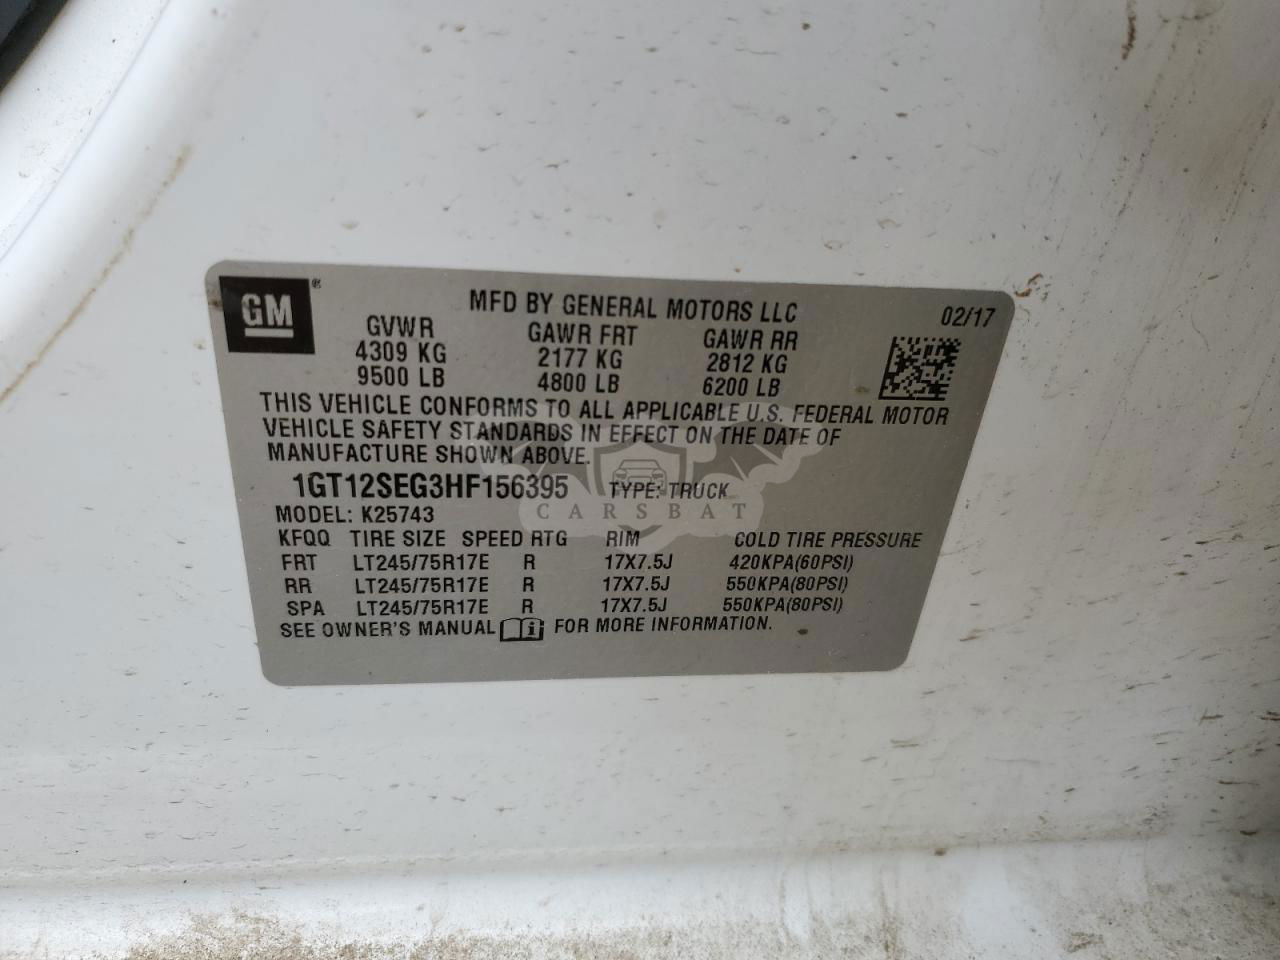 GM ®
MFD BY GENERAL MOTORS LLC 02/17
GVWR GAWR FRT GAWR RR
4309 KG 2177 KG 2812 KG
9500 LB 4800 LB 6200 LB
THIS VEHICLE CONFORMS TO ALL APPLICABLE U.S. FEDERAL MOTOR
VEHICLE SAFETY STANDARDS IN EFFECT ON THE DATE OF
MANUFACTURE SHOWN ABOVE.
1GT12SEG3HF156395 TYPE: TRUCK
CARSBAT
MODEL: K25743
KFQQ TIRE SIZE SPEED RTG RIM COLD TIRE PRESSURE
FRT LT245/75R17E R 17X7.5J 420KPA(60PSI)
RR LT245/75R17E R 17X7.5J 550KPA(80PSI)
SPA LT245/75R17E R 17X7.5J 550KPA(80PSI)
SEE OWNER'S MANUAL i FOR MORE INFORMATION.